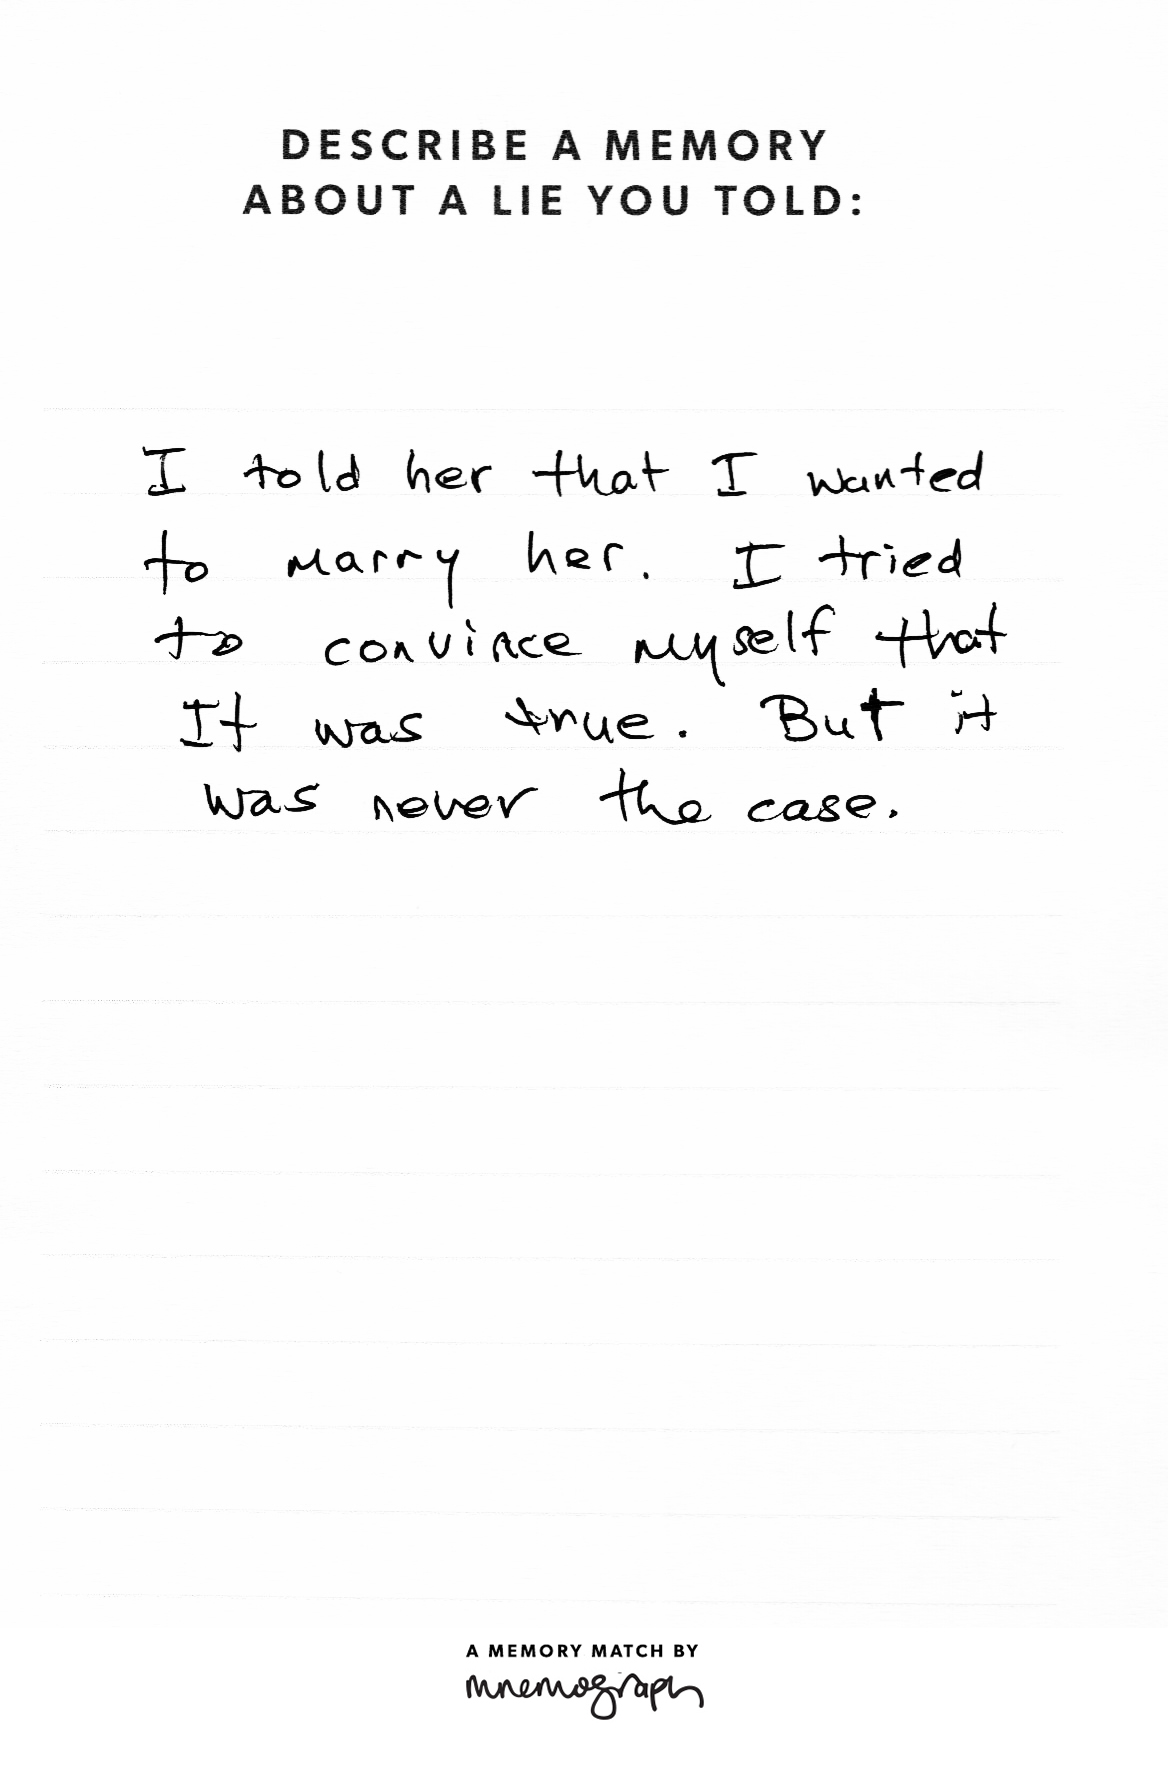 DESCRIBE A MEMORY
ABOUT A LIE YOU TOLD:
I told her that I wanted
to marry her. I tried
to convince myself that
It was true. But it
was never the case.
A MEMORY MATCH BY
mnemograph